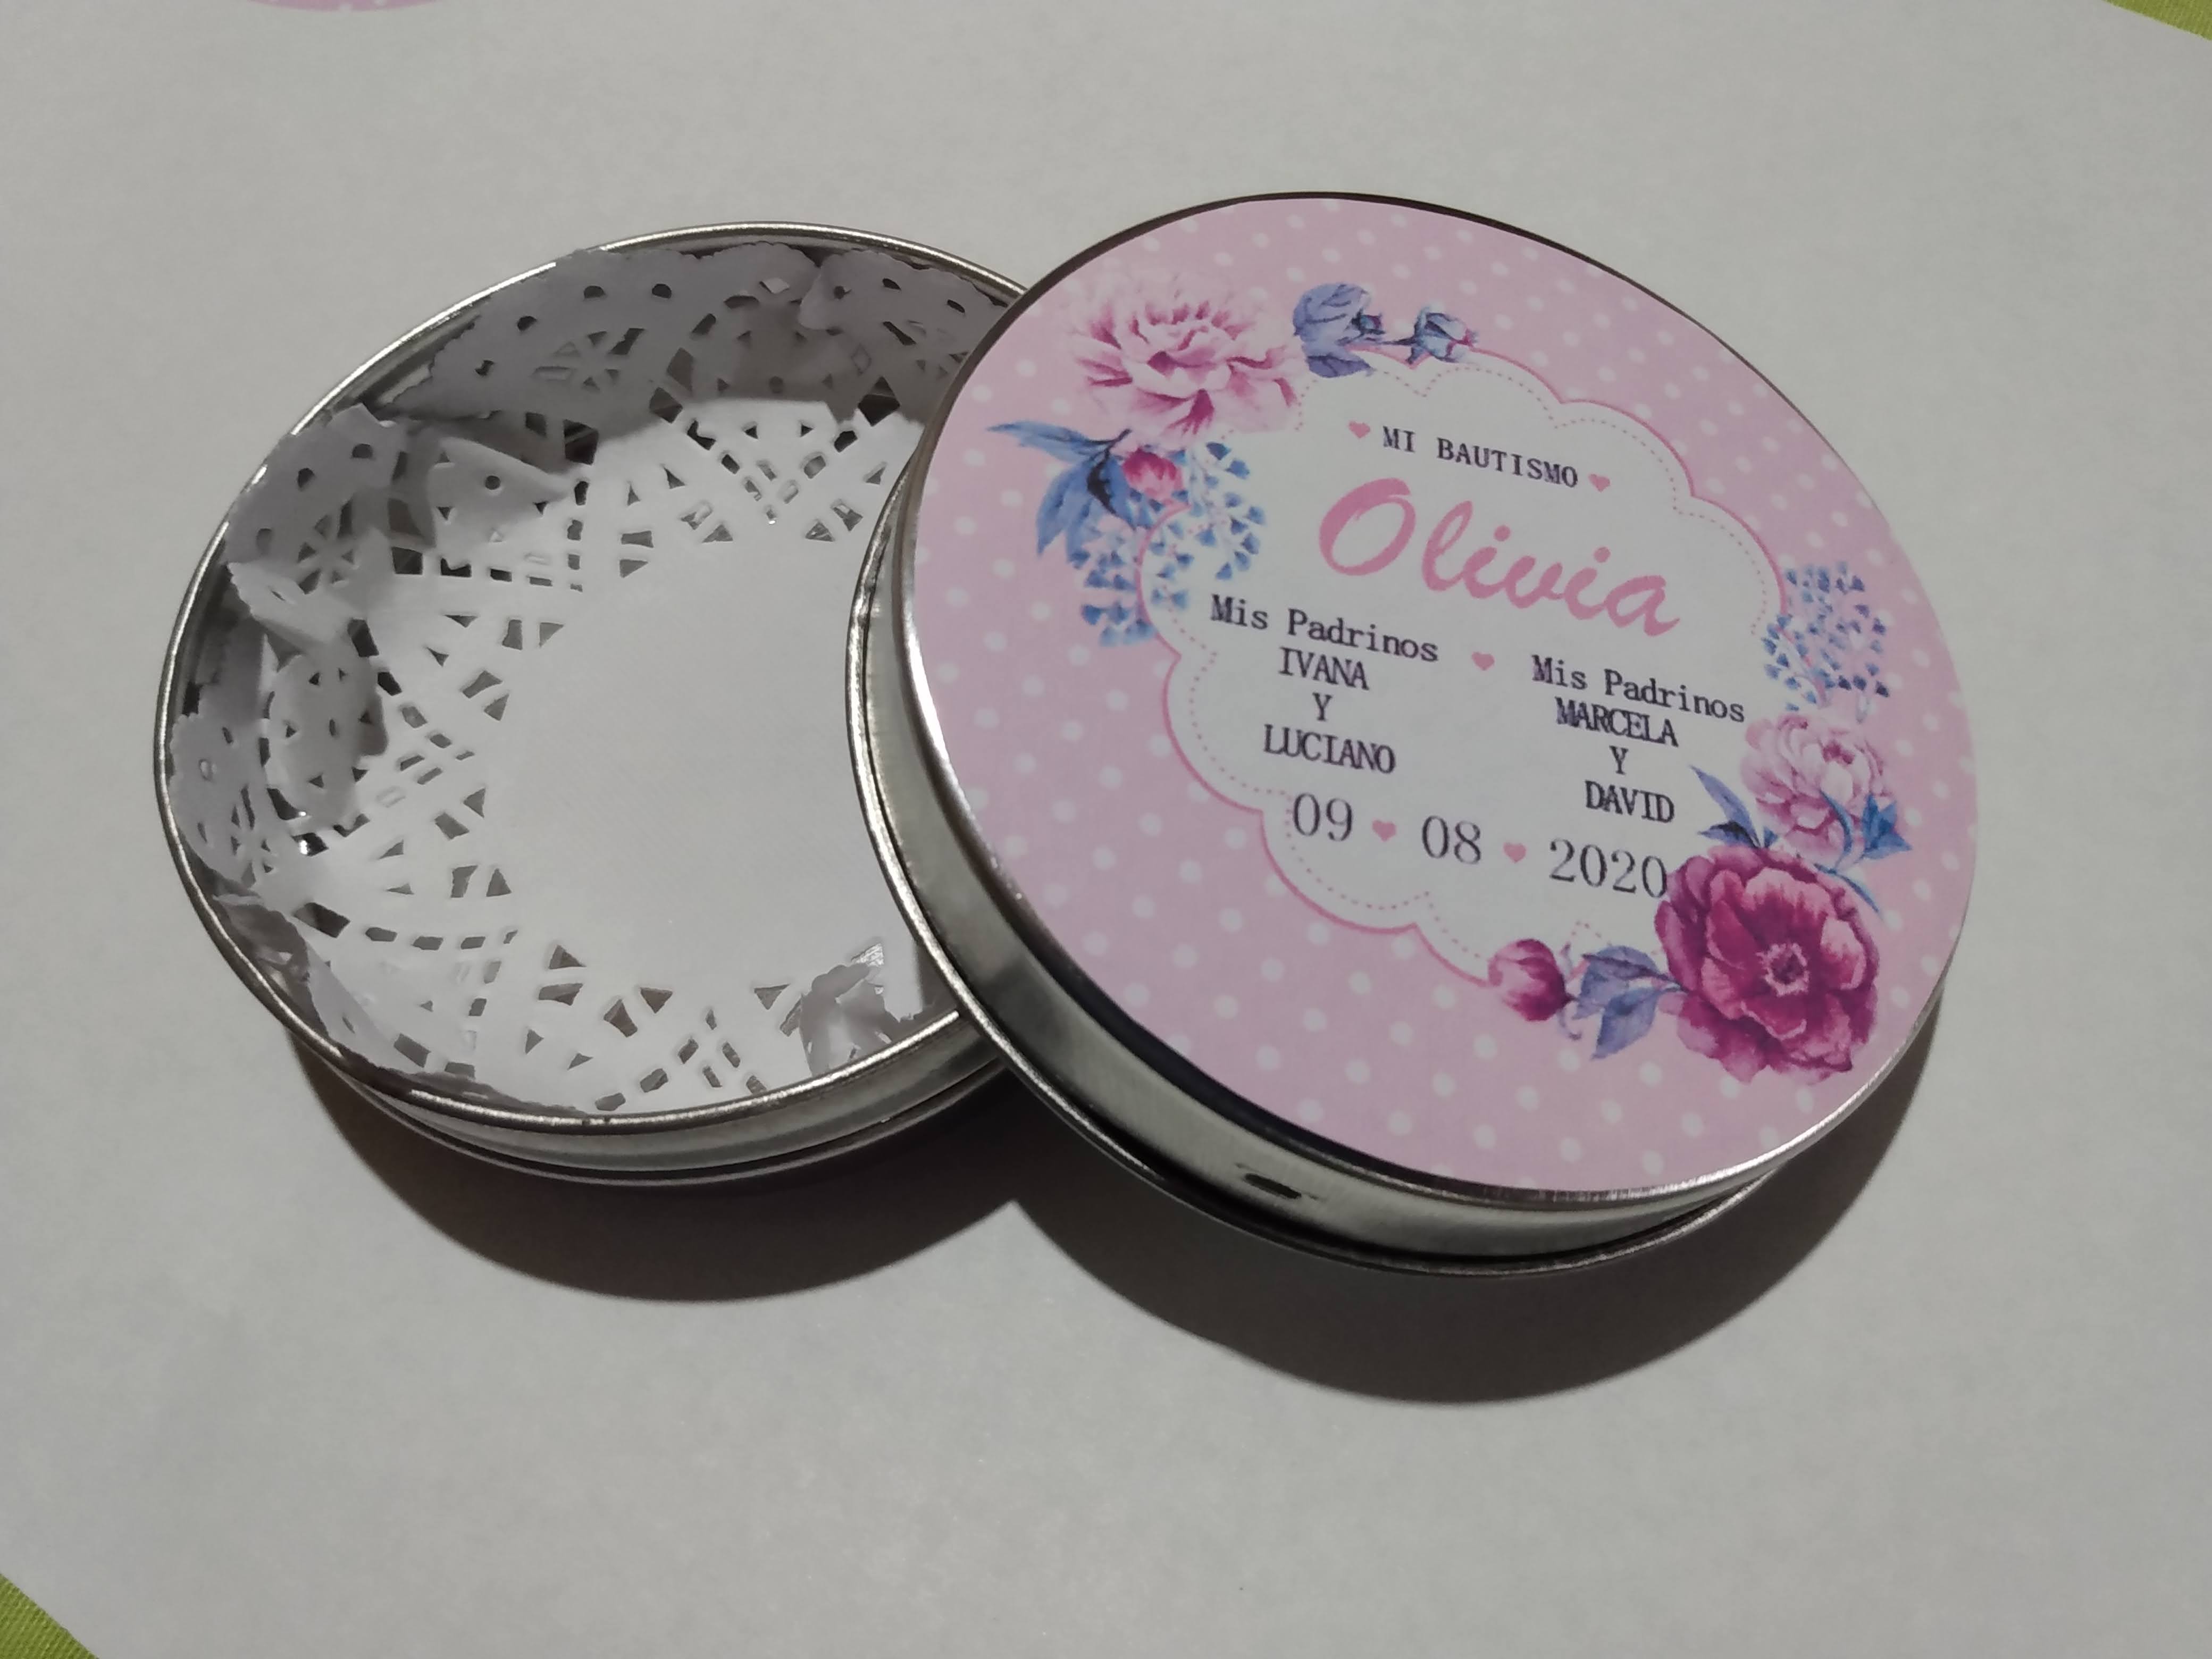 MI BAUTISMO
Olivia
Mis Padrinos
IVANA
Y
LUCIANO
Mis Padrinos
MARCELA
Y
DAVID
09 08 2020